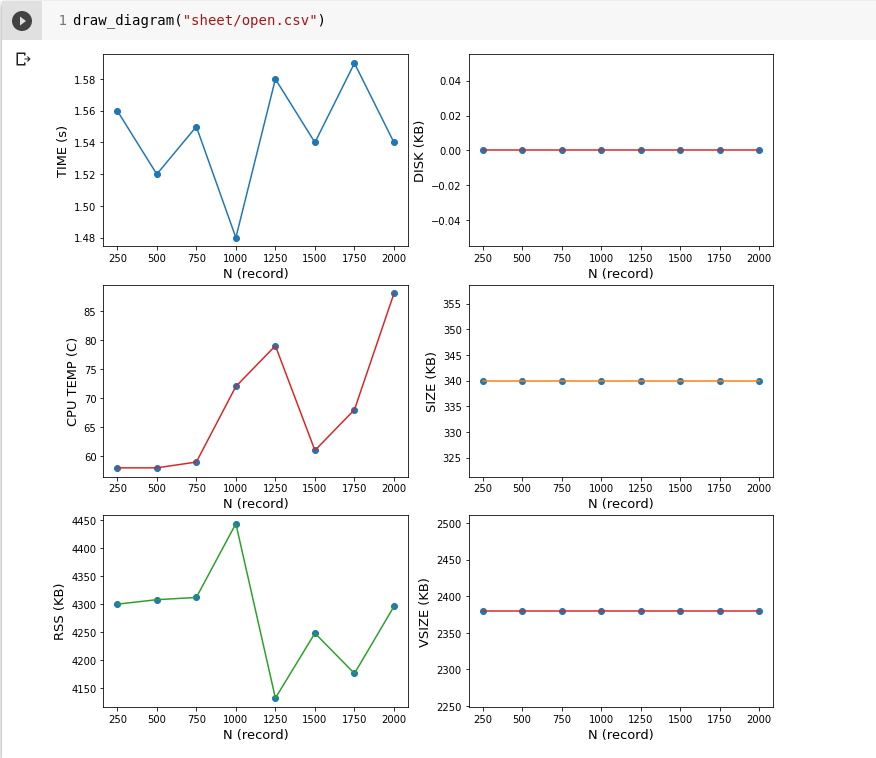 1 draw_diagram("sheet/open.csv")
1.58
1.56
1.54
1.52
1.50
1.48
TIME (s)
250 500 750 1000 1250 1500 1750 2000
N (record)
0.04
0.02
0.00
−0.02
−0.04
DISK (KB)
250 500 750 1000 1250 1500 1750 2000
N (record)
85
80
75
70
65
60
CPU TEMP (C)
250 500 750 1000 1250 1500 1750 2000
N (record)
355
350
345
340
335
330
325
SIZE (KB)
250 500 750 1000 1250 1500 1750 2000
N (record)
4450
4400
4350
4300
4250
4200
4150
RSS (KB)
250 500 750 1000 1250 1500 1750 2000
N (record)
2500
2450
2400
2350
2300
2250
VSIZE (KB)
250 500 750 1000 1250 1500 1750 2000
N (record)